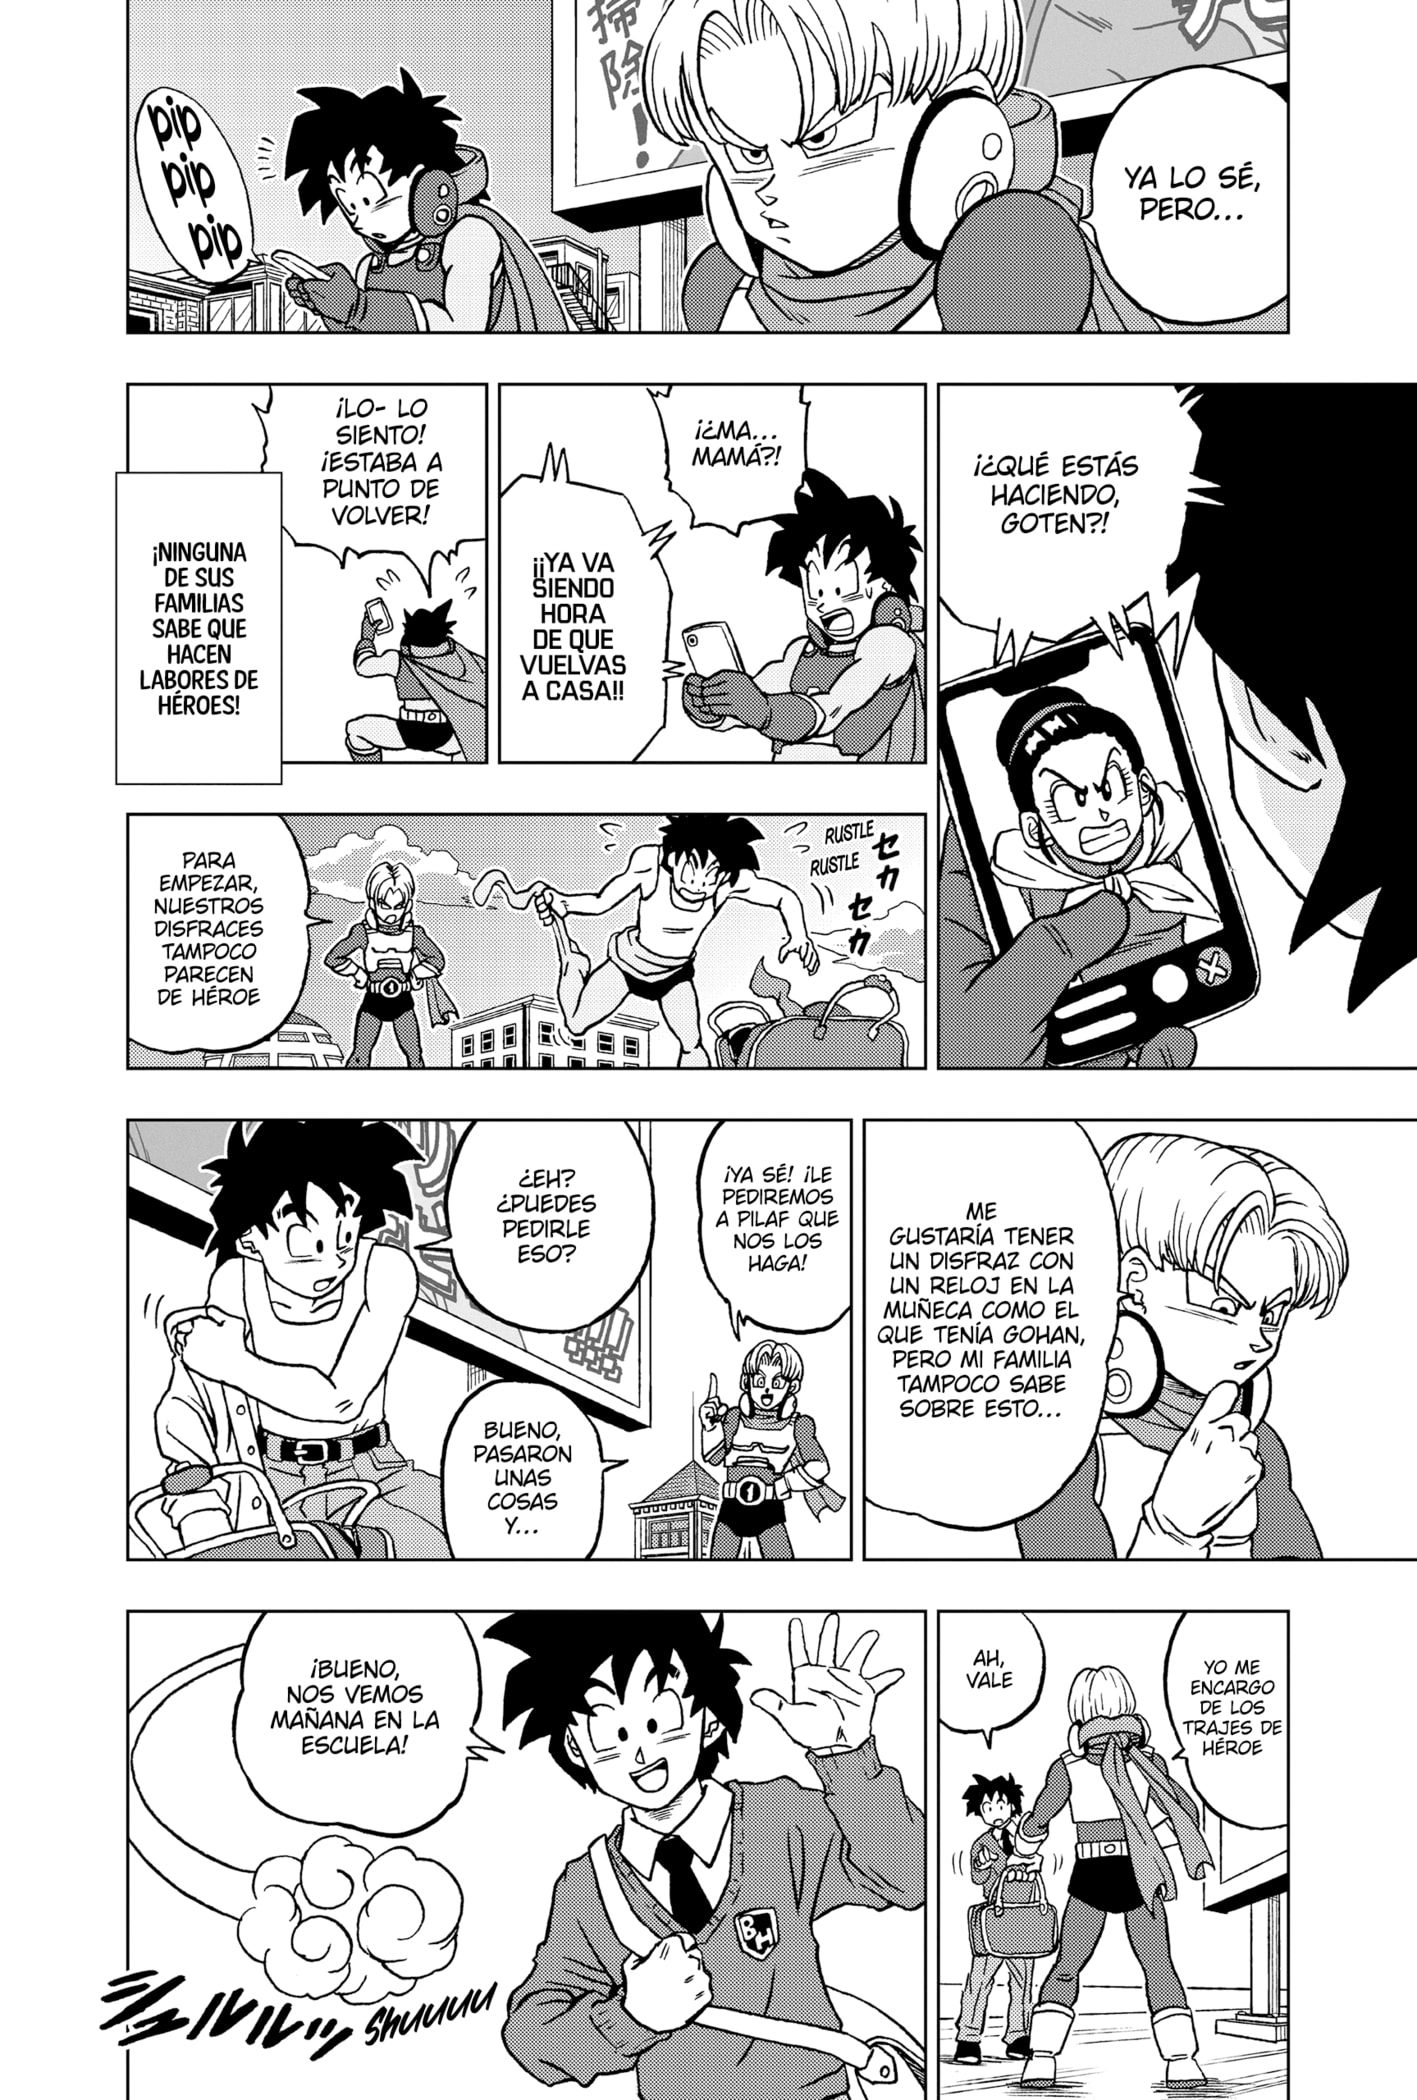 YA LO SÉ,
PERO...
掃
除
!
pip
pip
pip
¡¿QUÉ ESTÁS
HACIENDO,
GOTEN?!
¡¿MA...
MAMÁ?!
¡¡YA VA
SIENDO
HORA
DE QUE
VUELVAS
A CASA!!
¡LO- LO
SIENTO!
¡ESTABA A
PUNTO DE
VOLVER!
¡NINGUNA
DE SUS
FAMILIAS
SABE QUE
HACEN
LABORES DE
HÉROES!
RUSTLE
RUSTLE
セカ
セカ
PARA
EMPEZAR,
NUESTROS
DISFRACES
TAMPOCO
PARECEN
DE HÉROE
ME
GUSTARÍA TENER
UN DISFRAZ CON
UN RELOJ EN LA
MUÑECA COMO EL
QUE TENÍA GOHAN,
PERO MI FAMILIA
TAMPOCO SABE
SOBRE ESTO...
¡YA SÉ! ¡LE
PEDIREMOS
A PILAF QUE
NOS LOS
HAGA!
¿EH?
¿PUEDES
PEDIRLE
ESO?
BUENO,
PASARON
UNAS
COSAS
Y...
YO ME
ENCARGO
DE LOS
TRAJES DE
HÉROE
AH,
VALE
¡BUENO,
NOS VEMOS
MAÑANA EN LA
ESCUELA!
BH
シュルルルッ
Shuuuu